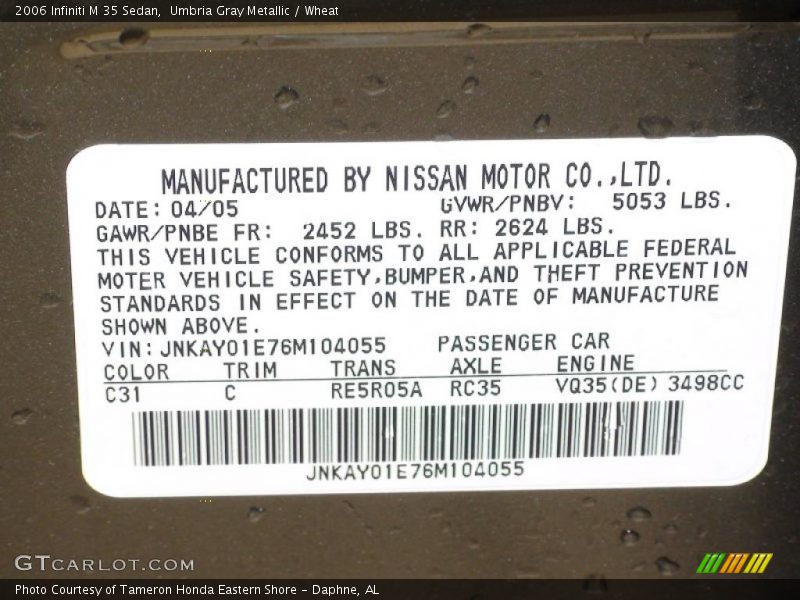 2006 Infiniti M 35 Sedan,  Umbria Gray Metallic / Wheat
MANUFACTURED BY NISSAN MOTOR CO.,LTD.
DATE: 04/05 GVWR/PNBV: 5053 LBS.
GAWR/PNBE FR: 2452 LBS. RR: 2624 LBS.
THIS VEHICLE CONFORMS TO ALL APPLICABLE FEDERAL
MOTER VEHICLE SAFETY,BUMPER,AND THEFT PREVENTION
STANDARDS IN EFFECT ON THE DATE OF MANUFACTURE
SHOWN ABOVE.
VIN: JNKAY01E76M104055 PASSENGER CAR
COLOR TRIM TRANS AXLE ENGINE
C31 C RE5R05A RC35 VQ35(DE) 3498CC
JNKAY01E76M104055
GTCARLOT.COM
Photo Courtesy of Tameron Honda Eastern Shore – Daphne, AL